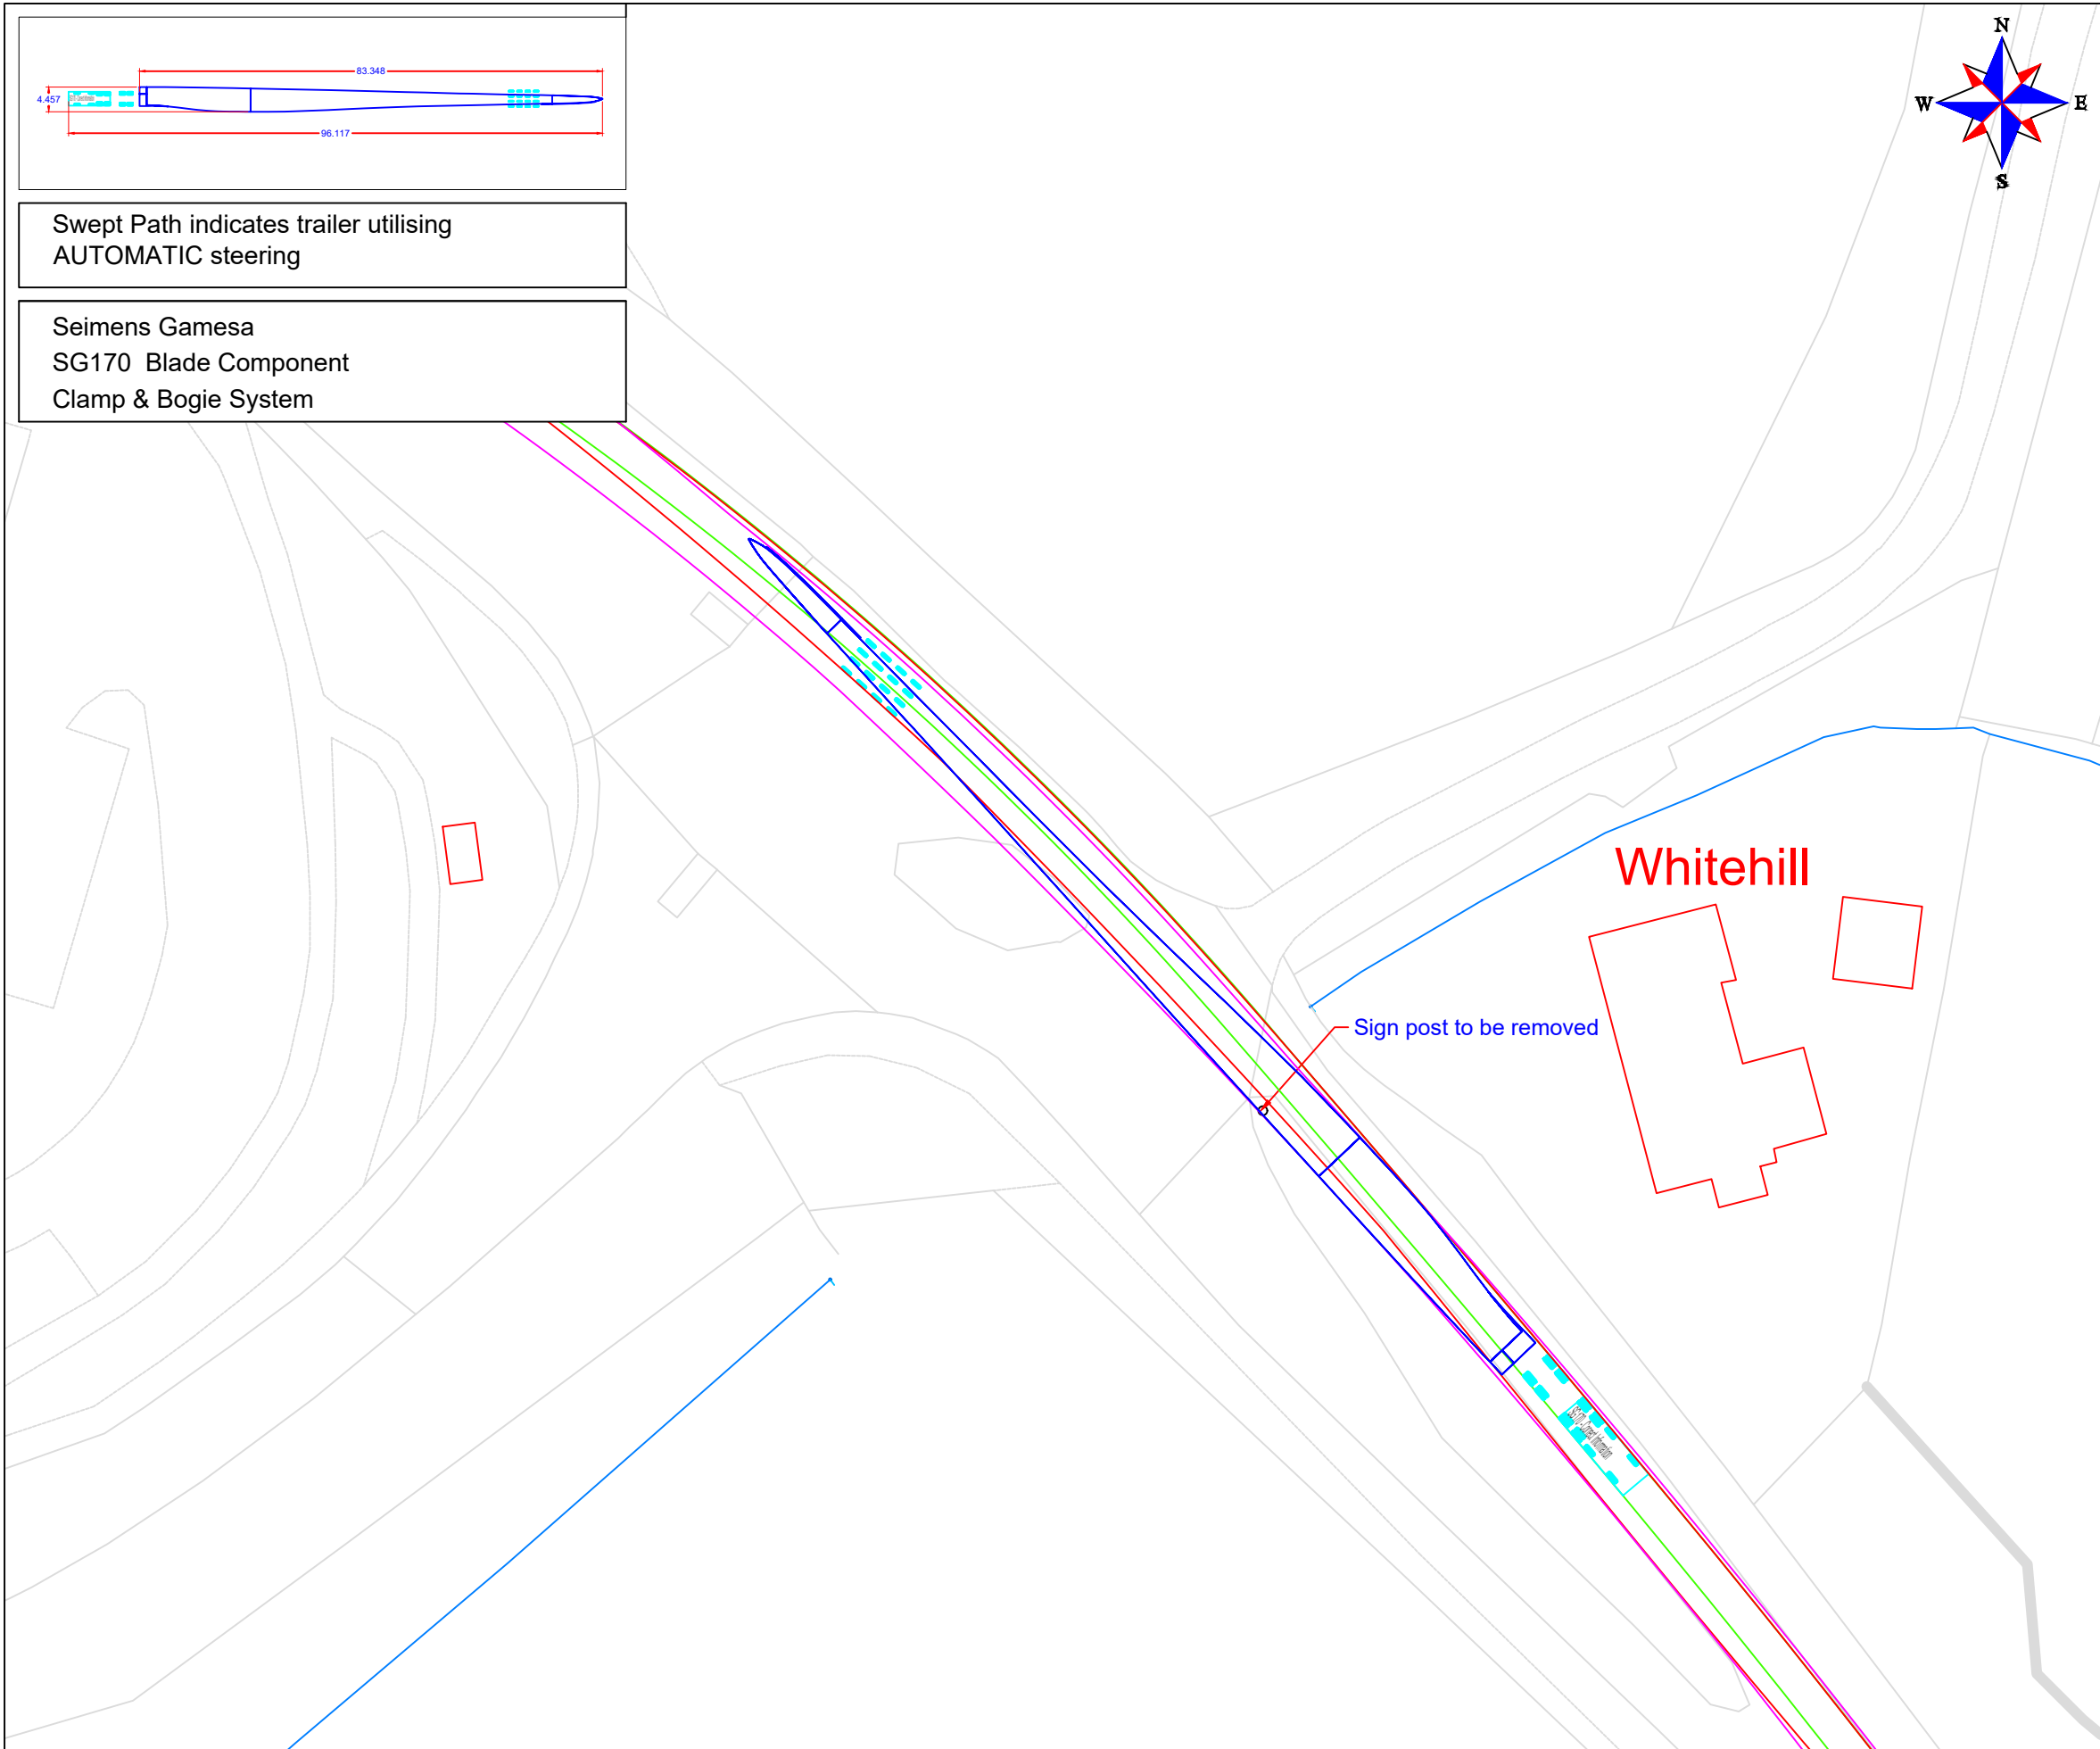 N
W E
S
83.348
4.457
96.117
Swept Path indicates trailer utilising
AUTOMATIC steering
Seimens Gamesa
SG170 Blade Component
Clamp & Bogie System
Whitehill
Sign post to be removed